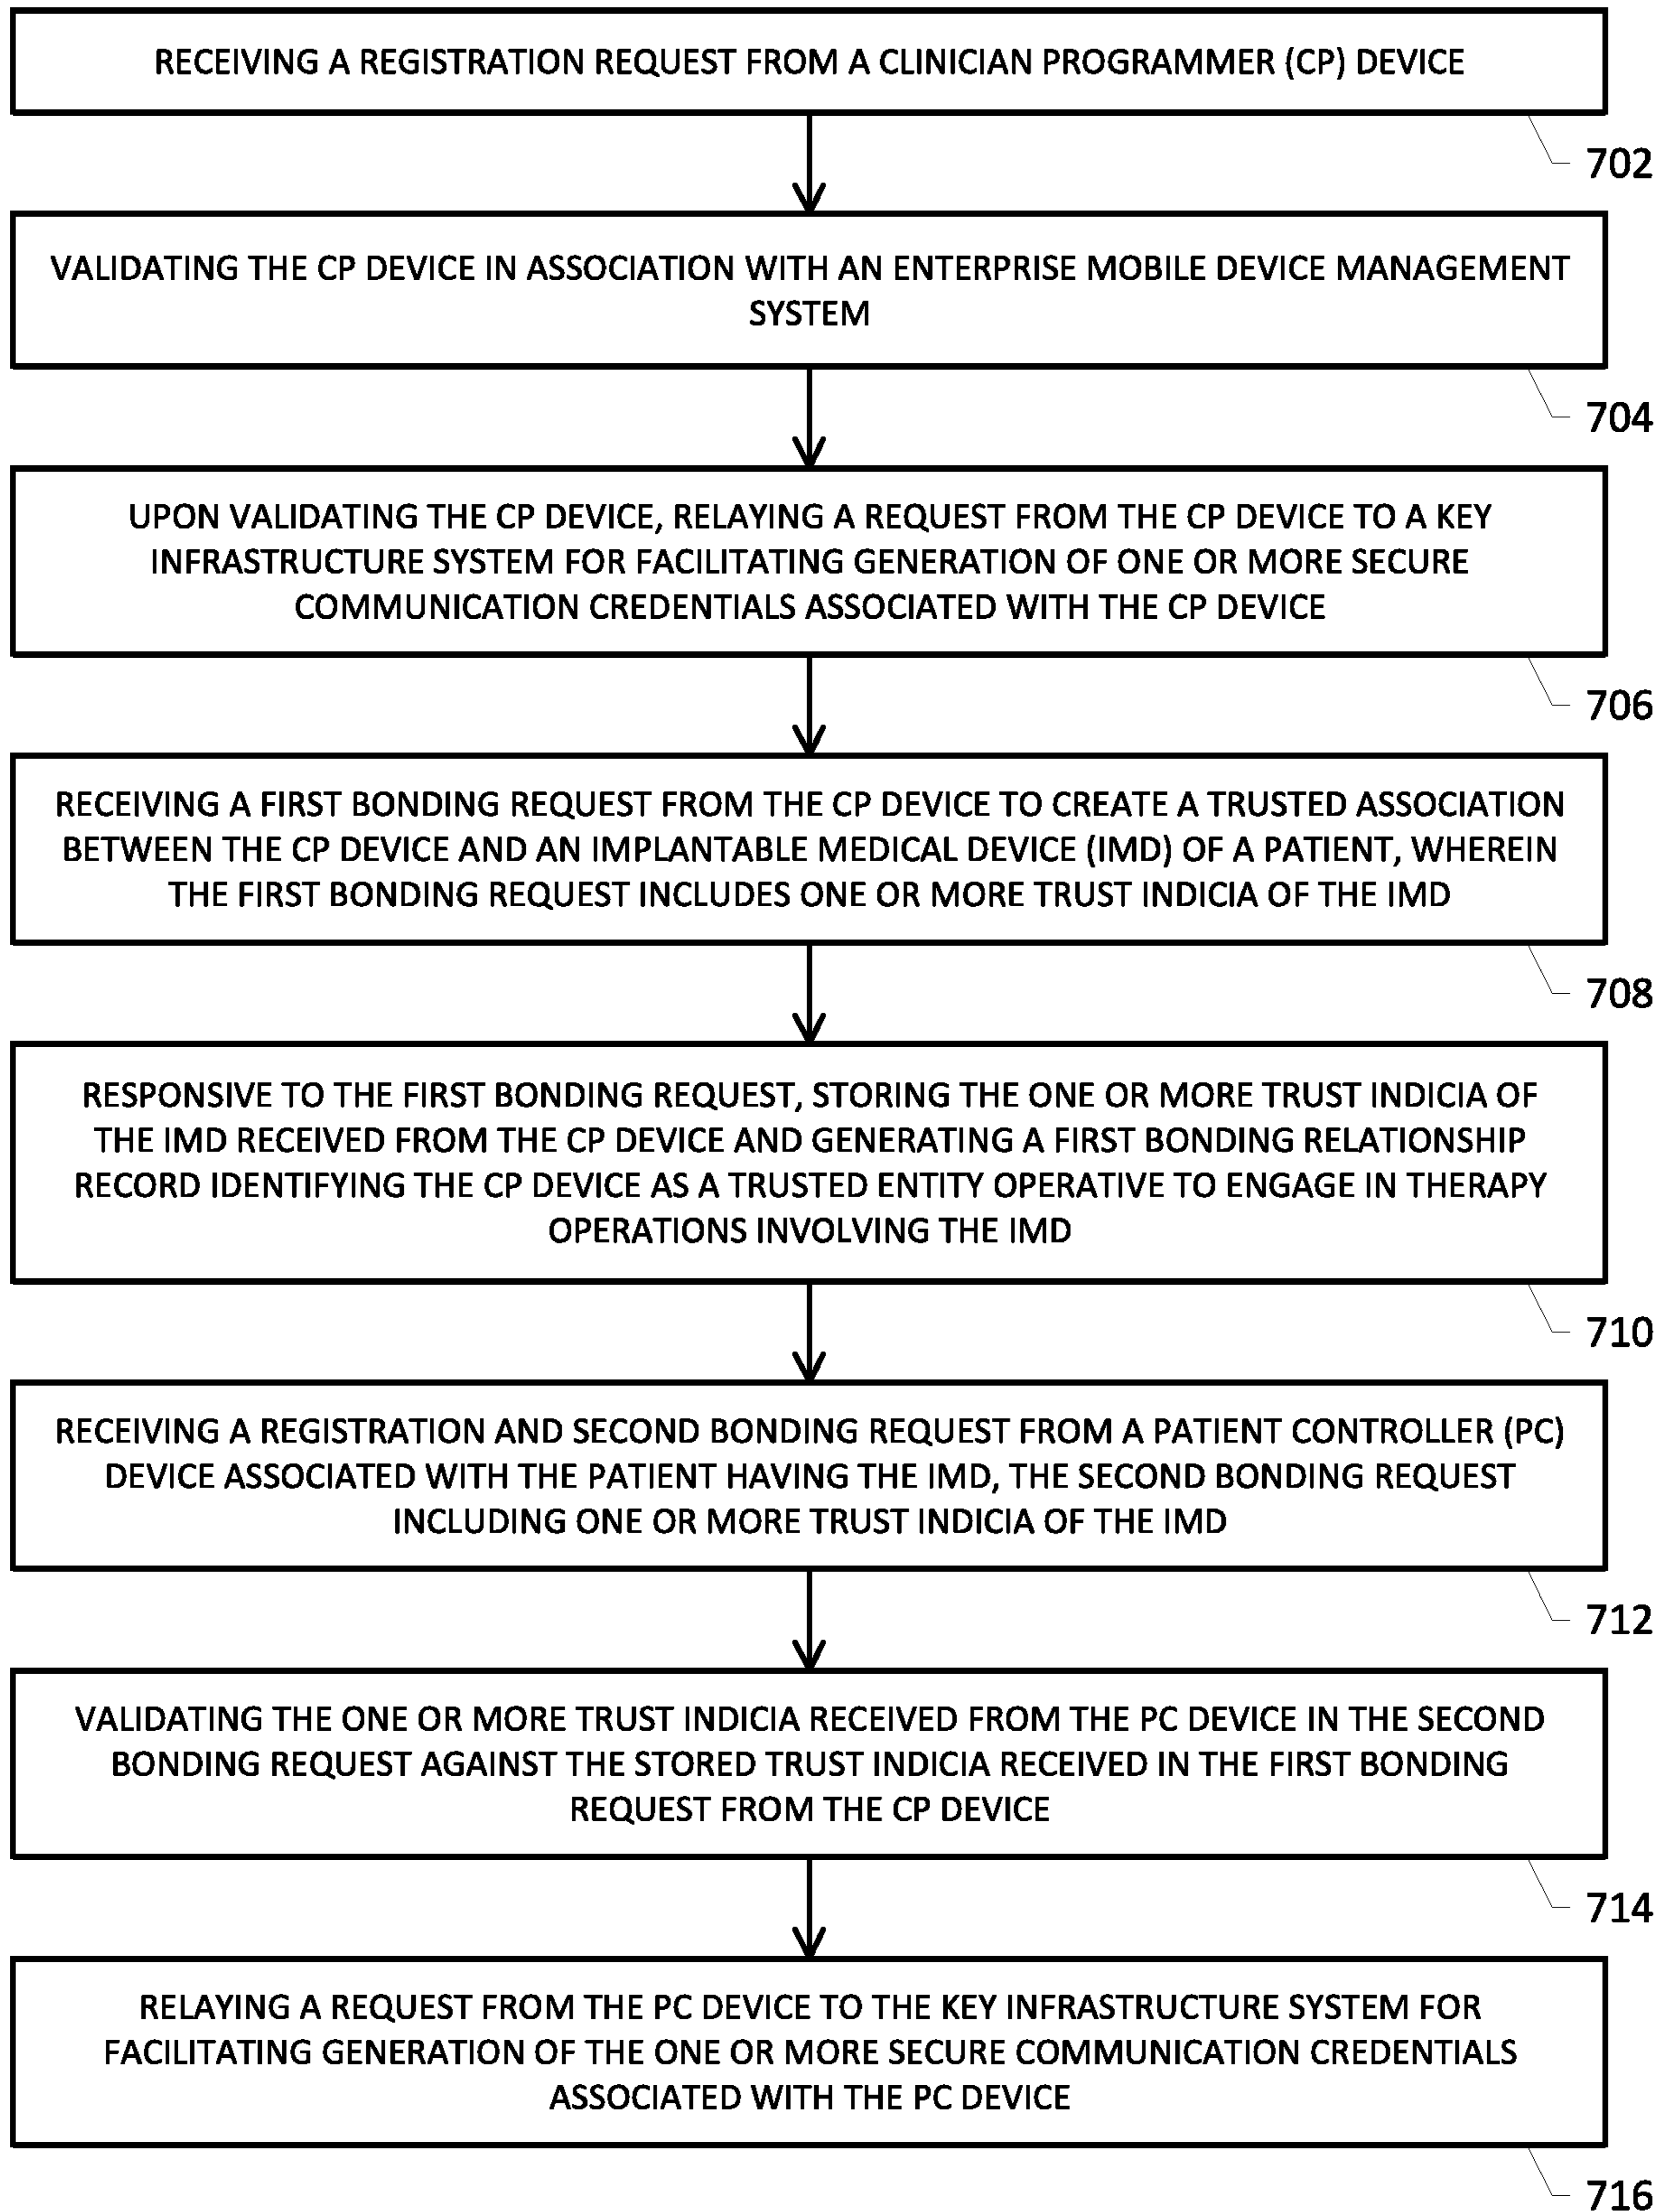 RECEIVING A REGISTRATION REQUEST FROM A CLINICIAN PROGRAMMER (CP) DEVICE
702
VALIDATING THE CP DEVICE IN ASSOCIATION WITH AN ENTERPRISE MOBILE DEVICE MANAGEMENT
SYSTEM
704
UPON VALIDATING THE CP DEVICE, RELAYING A REQUEST FROM THE CP DEVICE TO A KEY
INFRASTRUCTURE SYSTEM FOR FACILITATING GENERATION OF ONE OR MORE SECURE
COMMUNICATION CREDENTIALS ASSOCIATED WITH THE CP DEVICE
706
RECEIVING A FIRST BONDING REQUEST FROM THE CP DEVICE TO CREATE A TRUSTED ASSOCIATION
BETWEEN THE CP DEVICE AND AN IMPLANTABLE MEDICAL DEVICE (IMD) OF A PATIENT, WHEREIN
THE FIRST BONDING REQUEST INCLUDES ONE OR MORE TRUST INDICIA OF THE IMD
708
RESPONSIVE TO THE FIRST BONDING REQUEST, STORING THE ONE OR MORE TRUST INDICIA OF
THE IMD RECEIVED FROM THE CP DEVICE AND GENERATING A FIRST BONDING RELATIONSHIP
RECORD IDENTIFYING THE CP DEVICE AS A TRUSTED ENTITY OPERATIVE TO ENGAGE IN THERAPY
OPERATIONS INVOLVING THE IMD
710
RECEIVING A REGISTRATION AND SECOND BONDING REQUEST FROM A PATIENT CONTROLLER (PC)
DEVICE ASSOCIATED WITH THE PATIENT HAVING THE IMD, THE SECOND BONDING REQUEST
INCLUDING ONE OR MORE TRUST INDICIA OF THE IMD
712
VALIDATING THE ONE OR MORE TRUST INDICIA RECEIVED FROM THE PC DEVICE IN THE SECOND
BONDING REQUEST AGAINST THE STORED TRUST INDICIA RECEIVED IN THE FIRST BONDING
REQUEST FROM THE CP DEVICE
714
RELAYING A REQUEST FROM THE PC DEVICE TO THE KEY INFRASTRUCTURE SYSTEM FOR
FACILITATING GENERATION OF THE ONE OR MORE SECURE COMMUNICATION CREDENTIALS
ASSOCIATED WITH THE PC DEVICE
716